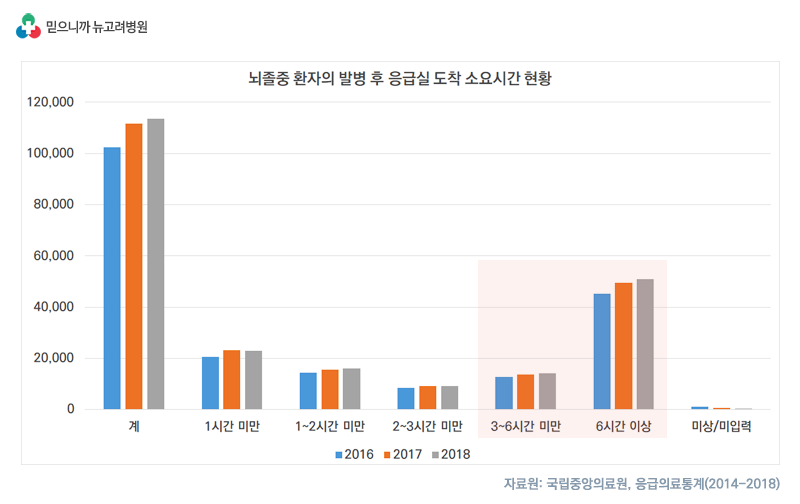 믿으니까 뉴고려병원
뇌졸중 환자의 발병 후 응급실 도착 소요시간 현황
120,000
100,000
80,000
60,000
40,000
20,000
0
계 1시간 미만 1~2시간 미만 2~3시간 미만 3~6시간 미만 6시간 이상 미상/미입력
2016 2017 2018
자료원: 국립중앙의료원, 응급의료통계(2014-2018)